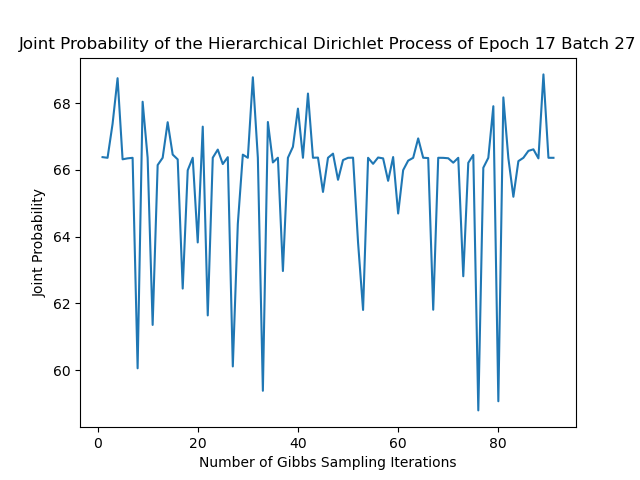 Joint Probability of the Hierarchical Dirichlet Process of Epoch 17 Batch 27
Joint Probability
68
66
64
62
60
0 20 40 60 80
Number of Gibbs Sampling Iterations